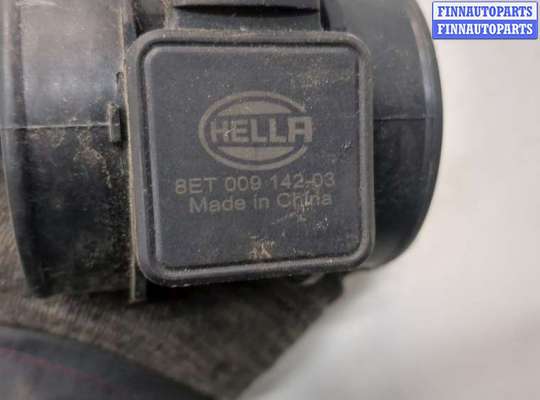 FINNAUTOPARTS
FINNAUTOPARTS
HELLA
8ET 009 142-03
Made in China